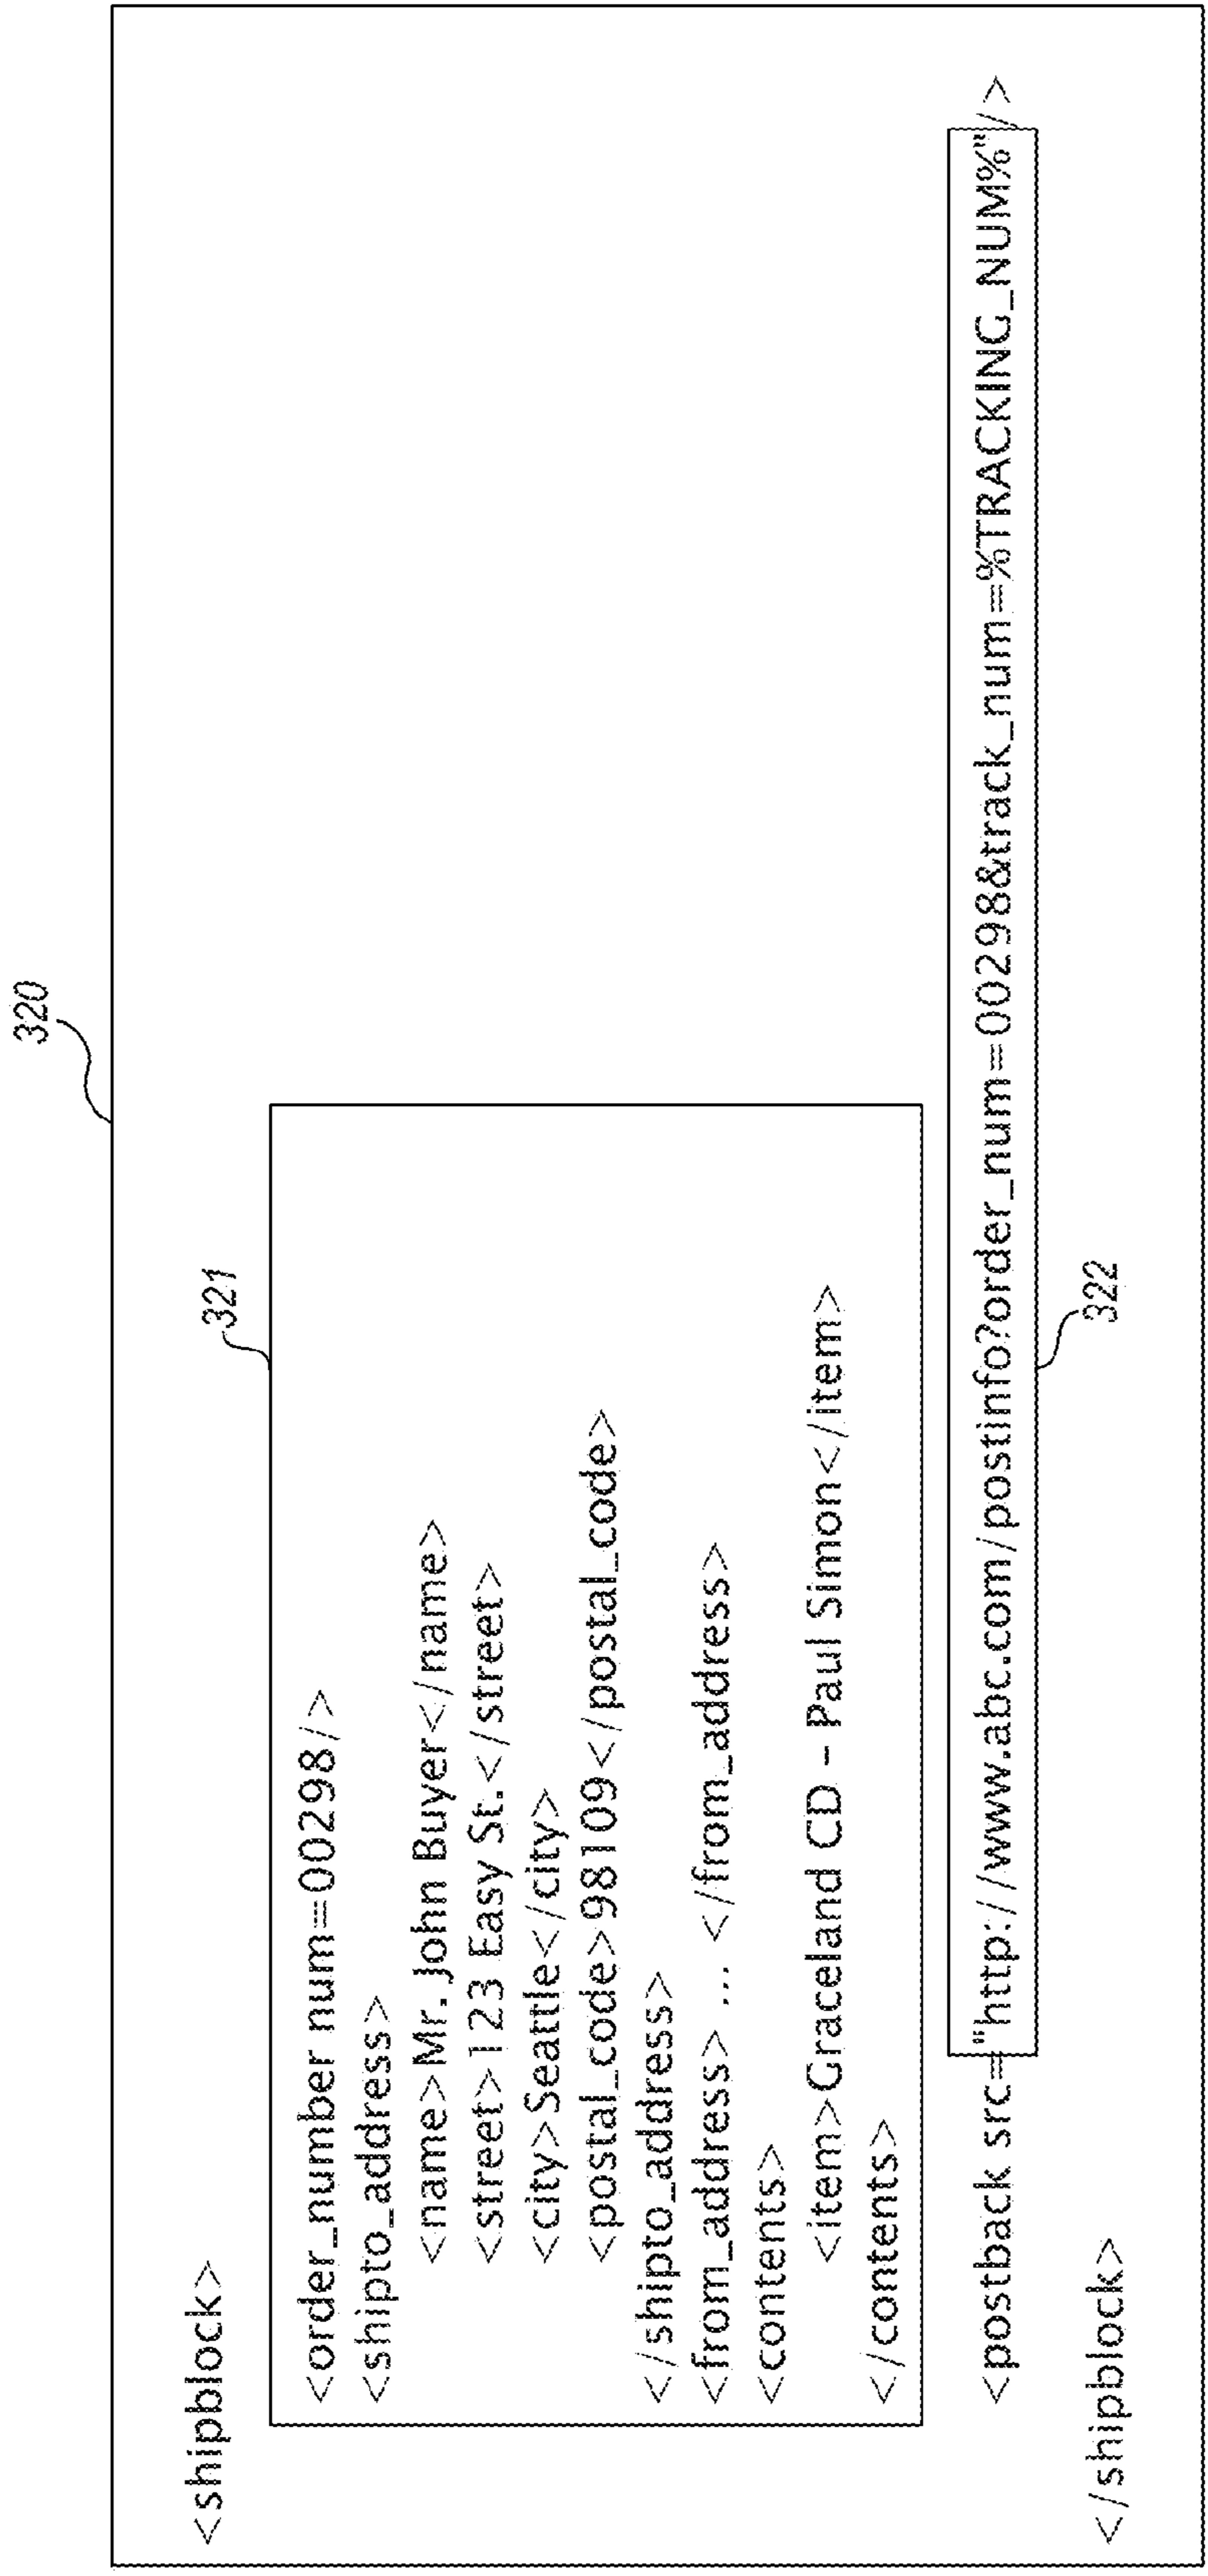 320
<shipblock>
321
<order_number num=00298/>
<shipto_address>
<name>Mr. John Buyer</name>
<street>123 Easy St.</street>
<city>Seattle</city>
<postal_code>98109</postal_code>
</shipto_address>
<from_address> ... </from_address>
<contents>
<item>Graceland CD – Paul Simon</item>
</contents>
<postback src="http://www.abc.com/postinfo?order_num=00298&track_num=%TRACKING_NUM%"/>
322
</shipblock>